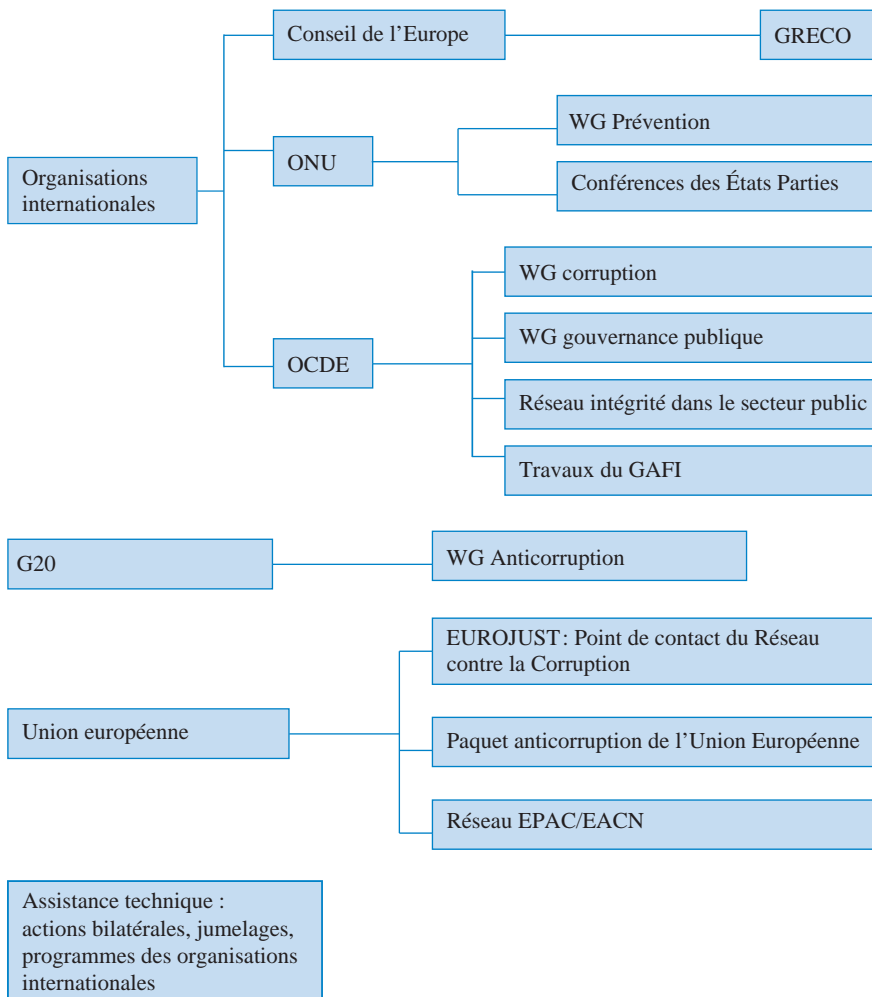 Conseil de l’Europe
GRECO
WG Prévention
ONU
Organisations
internationales
Conférences des États Parties
WG corruption
WG gouvernance publique
OCDE
Réseau intégrité dans le secteur public
Travaux du GAFI
G20
WG Anticorruption
EUROJUST : Point de contact du Réseau
contre la Corruption
Union européenne
Paquet anticorruption de l’Union Européenne
Réseau EPAC/EACN
Assistance technique :
actions bilatérales, jumelages,
programmes des organisations
internationales